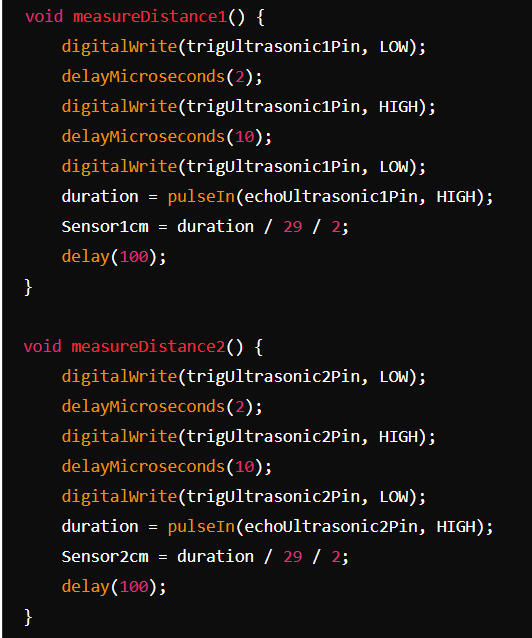 void measureDistance1() {
    digitalWrite(trigUltrasonic1Pin, LOW);
    delayMicroseconds(2);
    digitalWrite(trigUltrasonic1Pin, HIGH);
    delayMicroseconds(10);
    digitalWrite(trigUltrasonic1Pin, LOW);
    duration = pulseIn(echoUltrasonic1Pin, HIGH);
    Sensor1cm = duration / 29 / 2;
    delay(100);
}

void measureDistance2() {
    digitalWrite(trigUltrasonic2Pin, LOW);
    delayMicroseconds(2);
    digitalWrite(trigUltrasonic2Pin, HIGH);
    delayMicroseconds(10);
    digitalWrite(trigUltrasonic2Pin, LOW);
    duration = pulseIn(echoUltrasonic2Pin, HIGH);
    Sensor2cm = duration / 29 / 2;
    delay(100);
}